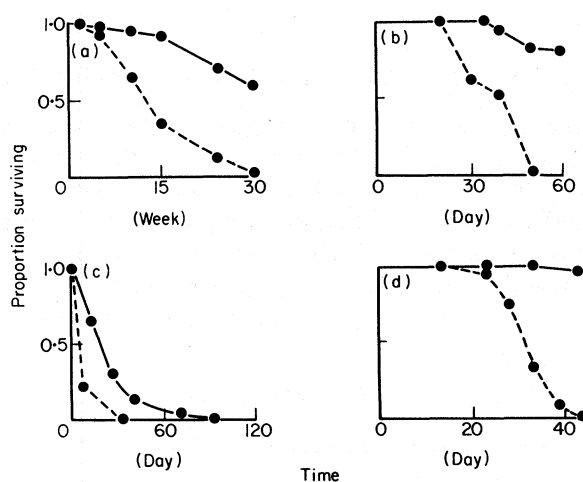 1·0
(a)
0·5
0 15 30
(Week)
(b)
0 30 60
(Day)
Proportion surviving
1·0
(c)
0·5
0 60 120
(Day)
(d)
0 20 40
(Day)
Time